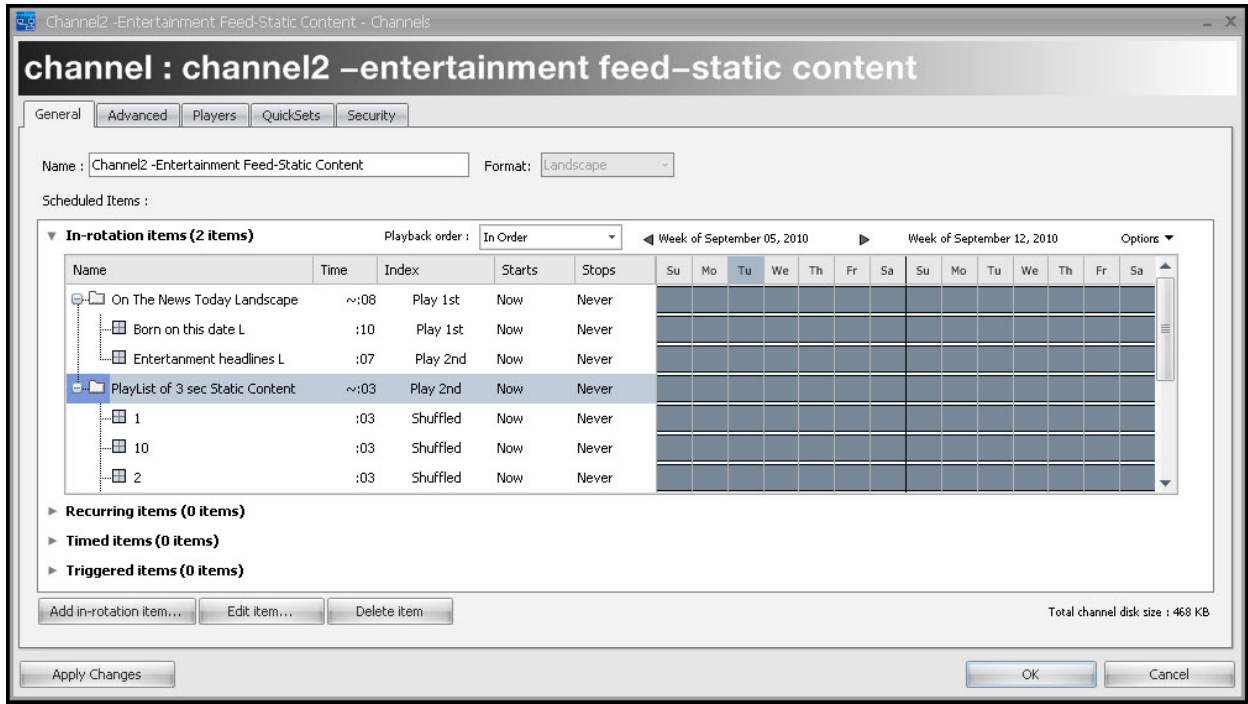 Channel2 -Entertainment Feed-Static Content - Channels
channel : channel2 –entertainment feed–static content
General Advanced Players QuickSets Security
Name : Channel2 -Entertainment Feed-Static Content Format: Landscape
Scheduled Items :
In-rotation items (2 items) Playback order : In Order Week of September 05, 2010 Week of September 12, 2010 Options
Name Time Index Starts Stops Su Mo Tu We Th Fr Sa Su Mo Tu We Th Fr Sa
On The News Today Landscape ~:08 Play 1st Now Never
Born on this date L :10 Play 1st Now Never
Entertanment headlines L :07 Play 2nd Now Never
PlayList of 3 sec Static Content ~:03 Play 2nd Now Never
1 :03 Shuffled Now Never
10 :03 Shuffled Now Never
2 :03 Shuffled Now Never
Recurring items (0 items)
Timed items (0 items)
Triggered items (0 items)
Add in-rotation item... Edit item... Delete item Total channel disk size : 468 KB
Apply Changes OK Cancel